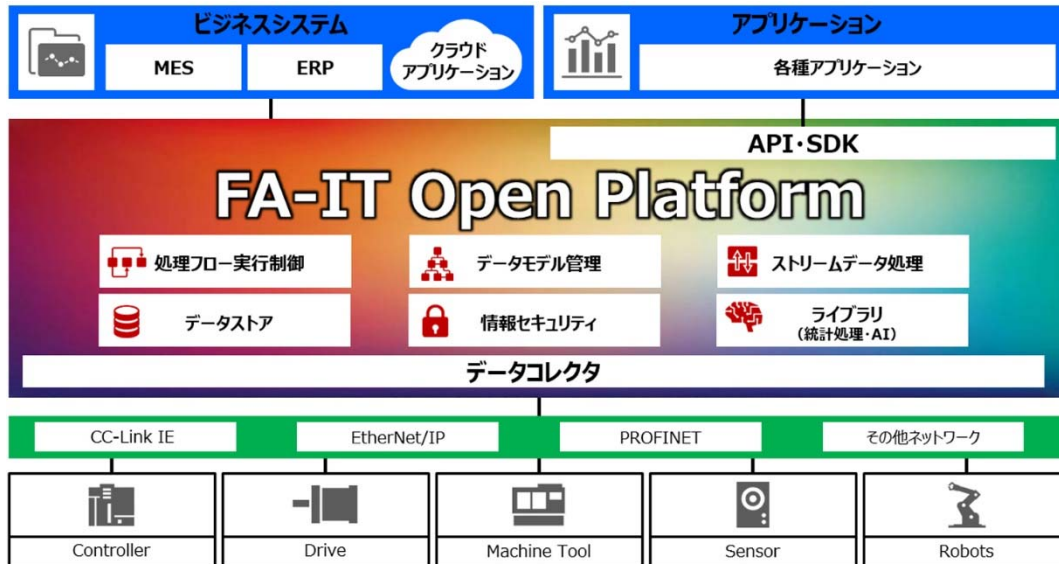 ビジネスシステム
MES
ERP
クラウド
アプリケーション
アプリケーション
各種アプリケーション
API・SDK
FA-IT Open Platform
処理フロー実行制御
データモデル管理
ストリームデータ処理
データストア
情報セキュリティ
ライブラリ
(統計処理・AI)
データコレクタ
CC-Link IE
EtherNet/IP
PROFINET
その他ネットワーク
Controller
Drive
Machine Tool
Sensor
Robots